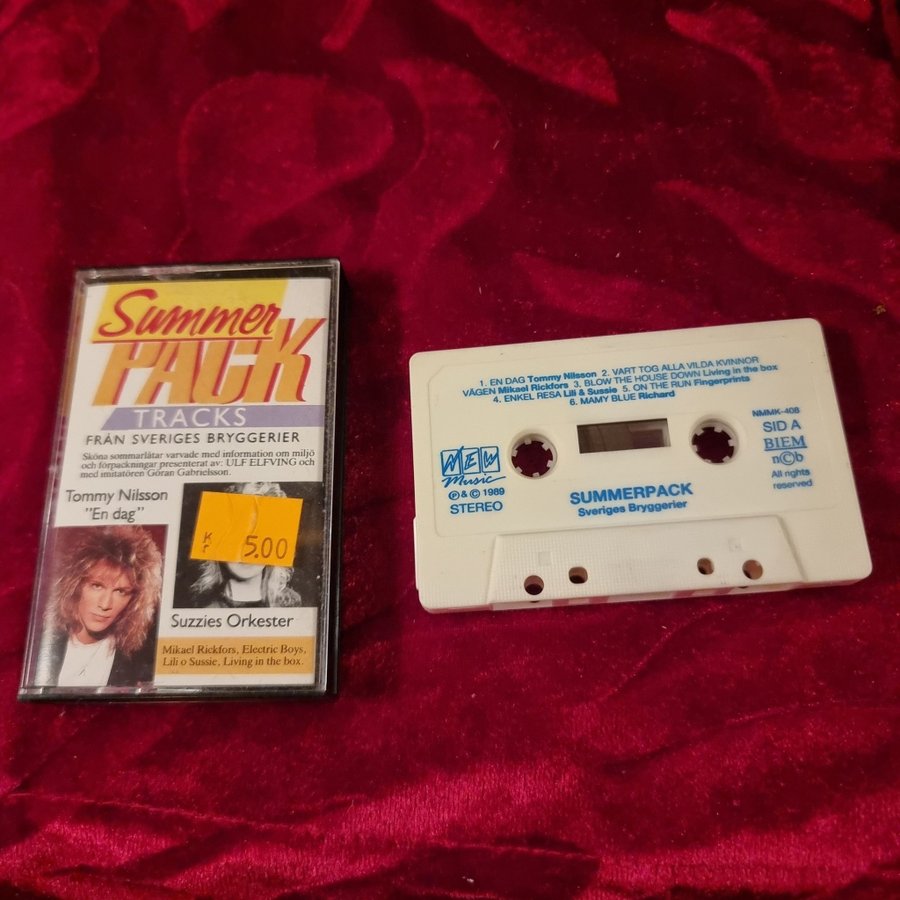 Summer
PACK
TRACKS
FRÅN SVERIGES BRYGGERIER
Sköna sommarlåtar varvade med information om miljö
och förpackningar presenterat av: ULF ELFVING och
med imitatören Göran Gabrielsson.
Tommy Nilsson
"En dag"
Kr 5.00
Suzzies Orkester
Mikael Rickfors, Electric Boys,
Lili o Sussie, Living in the box.
1. EN DAG Tommy Nilsson 2. VART TOG ALLA VILDA KVINNOR
VÄGEN Mikael Rickfors 3. BLOW THE HOUSE DOWN Living in the box
4. ENKEL RESA Lili & Sussie 5. ON THE RUN Fingerprints
6. MAMY BLUE Richard
NEW
Music
℗ & © 1989
STEREO
NMMK-408
SID A
BIEM
n©b
All rights
reserved
SUMMERPACK
Sveriges Bryggerier